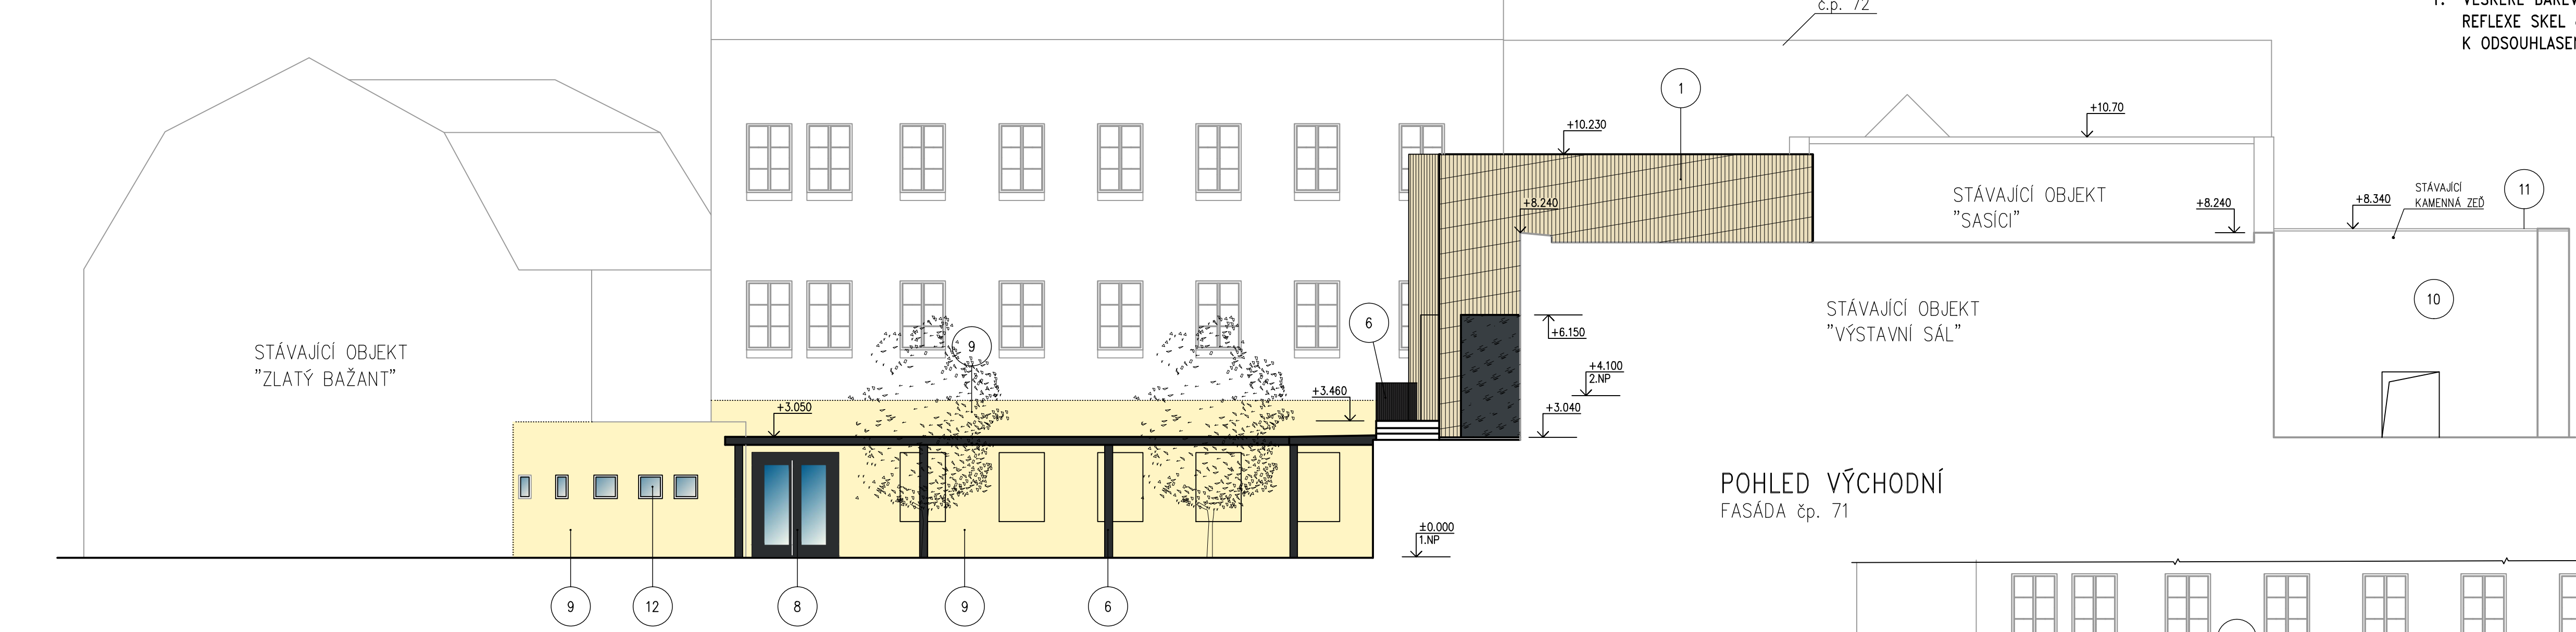 č.p. 72
REFLEXE SKEL
K ODSOUHLASEN
1
+10.230
+10.70
STÁVAJÍCÍ
KAMENNÁ ZEĎ
11
STÁVAJÍCÍ OBJEKT
"SASÍCI"
+8.240
+8.240
+8.340
10
STÁVAJÍCÍ OBJEKT
"VÝSTAVNÍ SÁL"
6
+6.150
9
STÁVAJÍCÍ OBJEKT
"ZLATÝ BAŽANT"
+4.100
2.NP
+3.460
+3.050
+3.040
POHLED VÝCHODNÍ
FASÁDA čp. 71
±0.000
1.NP
9
12
8
9
6